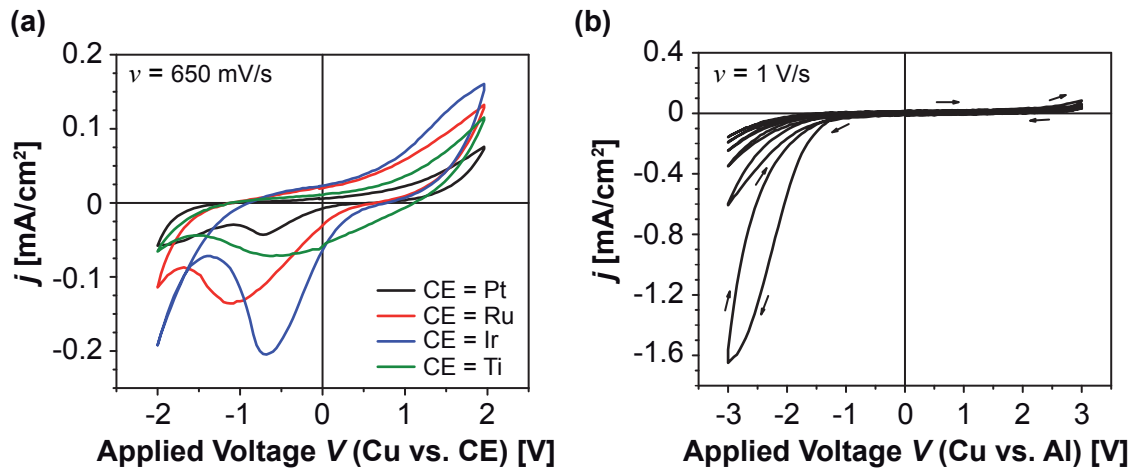 (a)
0.2
0.1
0
-0.1
-0.2
j [mA/cm²]
ν = 650 mV/s
CE = Pt
CE = Ru
CE = Ir
CE = Ti
-2 -1 0 1 2
Applied Voltage V (Cu vs. CE) [V]
(b)
0.4
0
-0.4
-0.8
-1.2
-1.6
j [mA/cm²]
ν = 1 V/s
-3 -2 -1 0 1 2 3
Applied Voltage V (Cu vs. Al) [V]